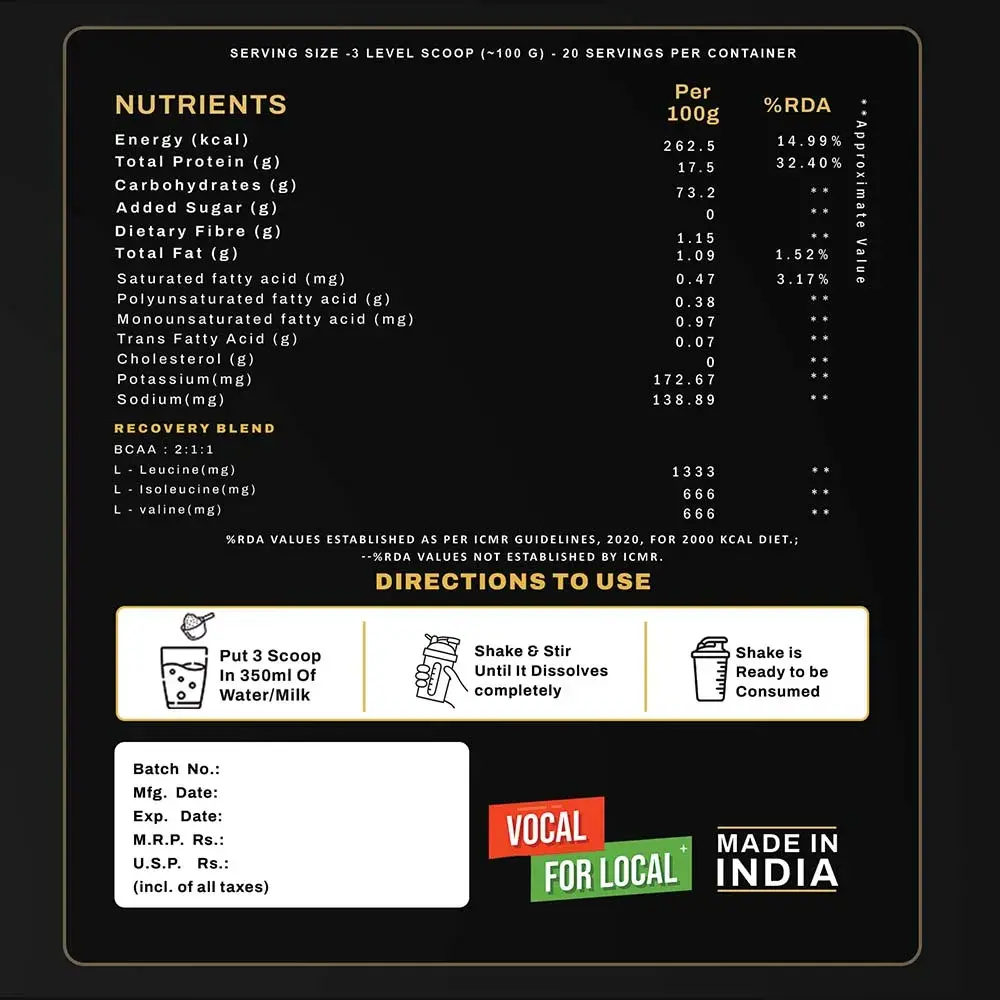 SERVING SIZE -3 LEVEL SCOOP (~100 G) - 20 SERVINGS PER CONTAINER
NUTRIENTS Per 100g %RDA
**Approximate Value
Energy (kcal) 262.5 14.99%
Total Protein (g) 17.5 32.40%
Carbohydrates (g) 73.2 **
Added Sugar (g) 0 **
Dietary Fibre (g) 1.15 **
Total Fat (g) 1.09 1.52%
Saturated fatty acid (mg) 0.47 3.17%
Polyunsaturated fatty acid (g) 0.38 **
Monounsaturated fatty acid (mg) 0.97 **
Trans Fatty Acid (g) 0.07 **
Cholesterol (g) 0 **
Potassium(mg) 172.67 **
Sodium(mg) 138.89 **
RECOVERY BLEND
BCAA : 2:1:1
L - Leucine(mg) 1333 **
L - Isoleucine(mg) 666 **
L - valine(mg) 666 **
%RDA VALUES ESTABLISHED AS PER ICMR GUIDELINES, 2020, FOR 2000 KCAL DIET.;
--%RDA VALUES NOT ESTABLISHED BY ICMR.
DIRECTIONS TO USE
Put 3 Scoop
In 350ml Of
Water/Milk
Shake & Stir
Until It Dissolves
completely
Shake is
Ready to be
Consumed
Batch No.:
Mfg. Date:
Exp. Date:
M.R.P. Rs.:
U.S.P. Rs.:
(incl. of all taxes)
VOCAL
FOR LOCAL+
MADE IN
INDIA